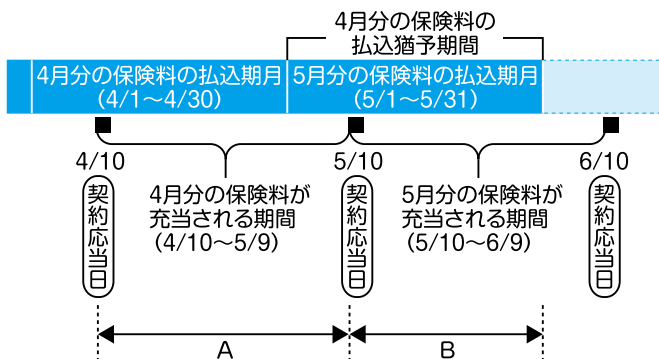 4月分の保険料の
払込猶予期間
4月分の保険料の払込期月
(4/1〜4/30)
5月分の保険料の払込期月
(5/1〜5/31)
4/10
5/10
6/10
契約応当日
4月分の保険料が
充当される期間
(4/10〜5/9)
契約応当日
5月分の保険料が
充当される期間
(5/10〜6/9)
契約応当日
A
B